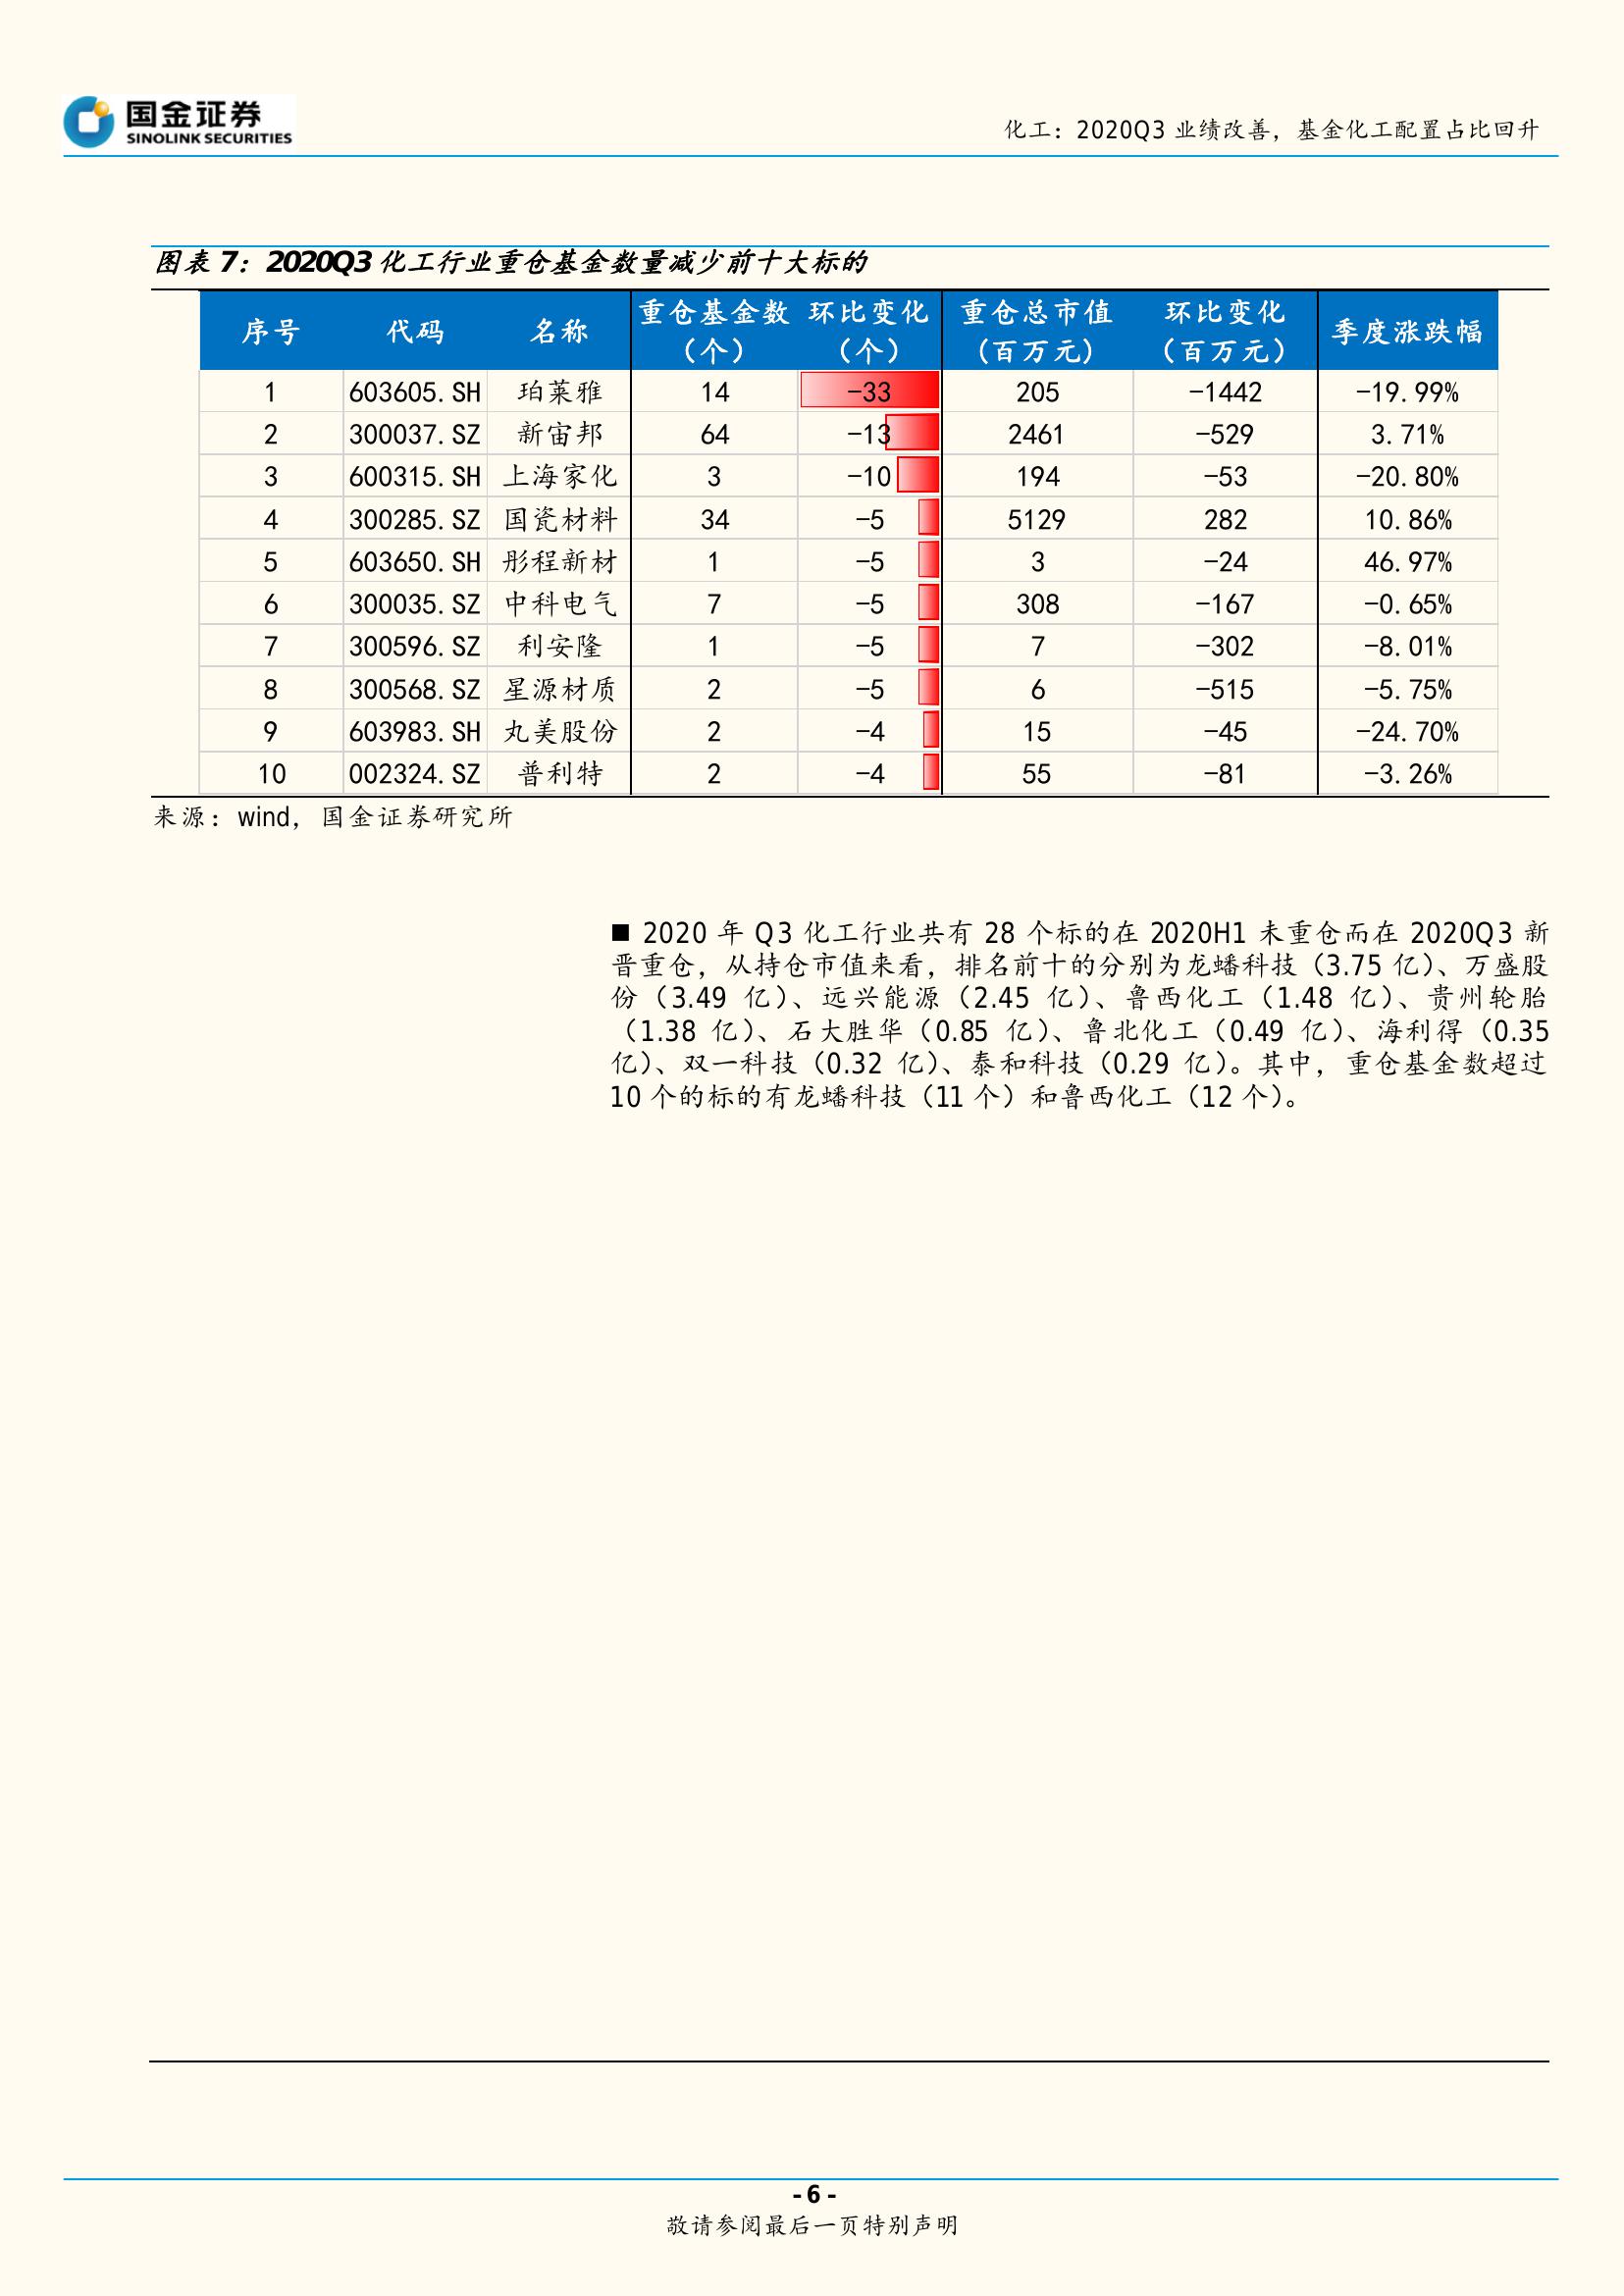 国金证券
SINOLINK SECURITIES
化工：2020Q3 业绩改善，基金化工配置占比回升
图表 7：2020Q3 化工行业重仓基金数量减少前十大标的
序号 代码 名称 重仓基金数（个） 环比变化（个） 重仓总市值（百万元） 环比变化（百万元） 季度涨跌幅
1 603605.SH 珀莱雅 14 -33 205 -1442 -19.99%
2 300037.SZ 新宙邦 64 -13 2461 -529 3.71%
3 600315.SH 上海家化 3 -10 194 -53 -20.80%
4 300285.SZ 国瓷材料 34 -5 5129 282 10.86%
5 603650.SH 彤程新材 1 -5 3 -24 46.97%
6 300035.SZ 中科电气 7 -5 308 -167 -0.65%
7 300596.SZ 利安隆 1 -5 7 -302 -8.01%
8 300568.SZ 星源材质 2 -5 6 -515 -5.75%
9 603983.SH 丸美股份 2 -4 15 -45 -24.70%
10 002324.SZ 普利特 2 -4 55 -81 -3.26%
来源：wind，国金证券研究所
■ 2020 年 Q3 化工行业共有 28 个标的在 2020H1 未重仓而在 2020Q3 新
晋重仓，从持仓市值来看，排名前十的分别为龙蟠科技（3.75 亿）、万盛股
份（3.49 亿）、远兴能源（2.45 亿）、鲁西化工（1.48 亿）、贵州轮胎
（1.38 亿）、石大胜华（0.85 亿）、鲁北化工（0.49 亿）、海利得（0.35
亿）、双一科技（0.32 亿）、泰和科技（0.29 亿）。其中，重仓基金数超过
10 个的标的有龙蟠科技（11 个）和鲁西化工（12 个）。
- 6 -
敬请参阅最后一页特别声明